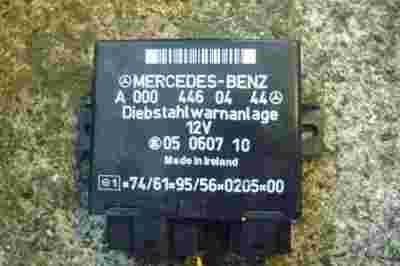 MERCEDES-BENZ
A 000 446 04 44
Diebstahlwarnanlage
12V
05 0607 10
Made in Ireland
e1 *74/61*95/56*0205*00